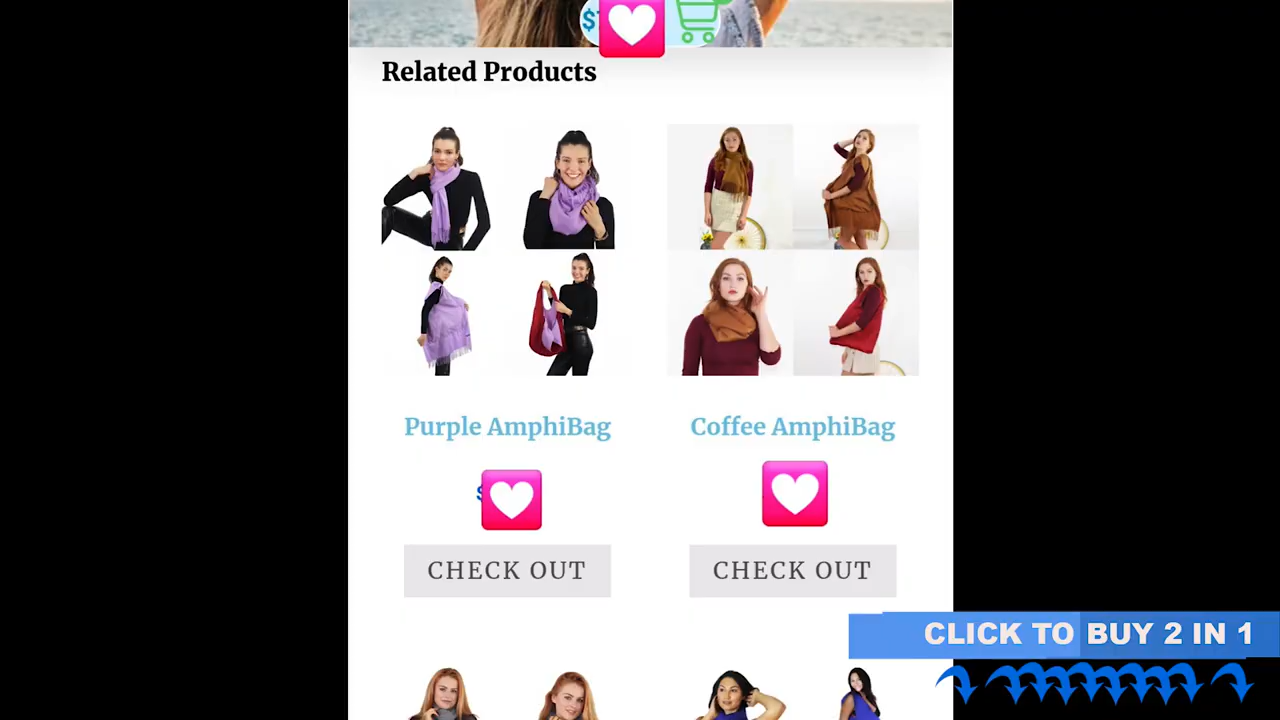 $
Related Products
Purple AmphiBag
Coffee AmphiBag
$
CHECK OUT
CHECK OUT
CLICK TO BUY 2 IN 1